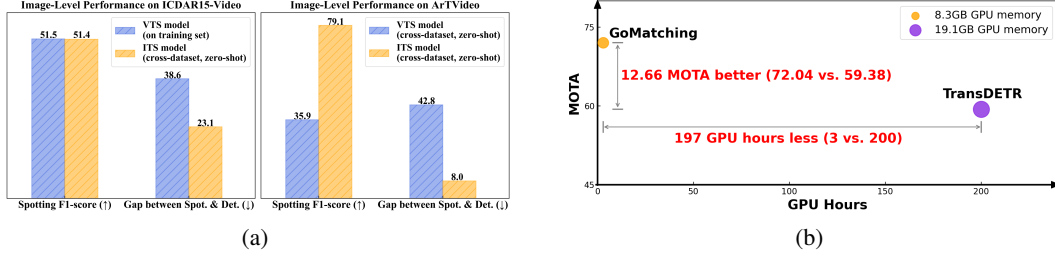 Image-Level Performance on ICDAR15-Video
51.5
51.4
38.6
23.1
VTS model
(on training set)
ITS model
(cross-dataset, zero-shot)
Spotting F1-score (↑)
Gap between Spot. & Det. (↓)
Image-Level Performance on ArTVideo
79.1
35.9
42.8
8.0
VTS model
(cross-dataset, zero-shot)
ITS model
(cross-dataset, zero-shot)
Spotting F1-score (↑)
Gap between Spot. & Det. (↓)
(a)
75
60
45
MOTA
GoMatching
8.3GB GPU memory
19.1GB GPU memory
12.66 MOTA better (72.04 vs. 59.38)
TransDETR
197 GPU hours less (3 vs. 200)
0
50
100
150
200
GPU Hours
(b)